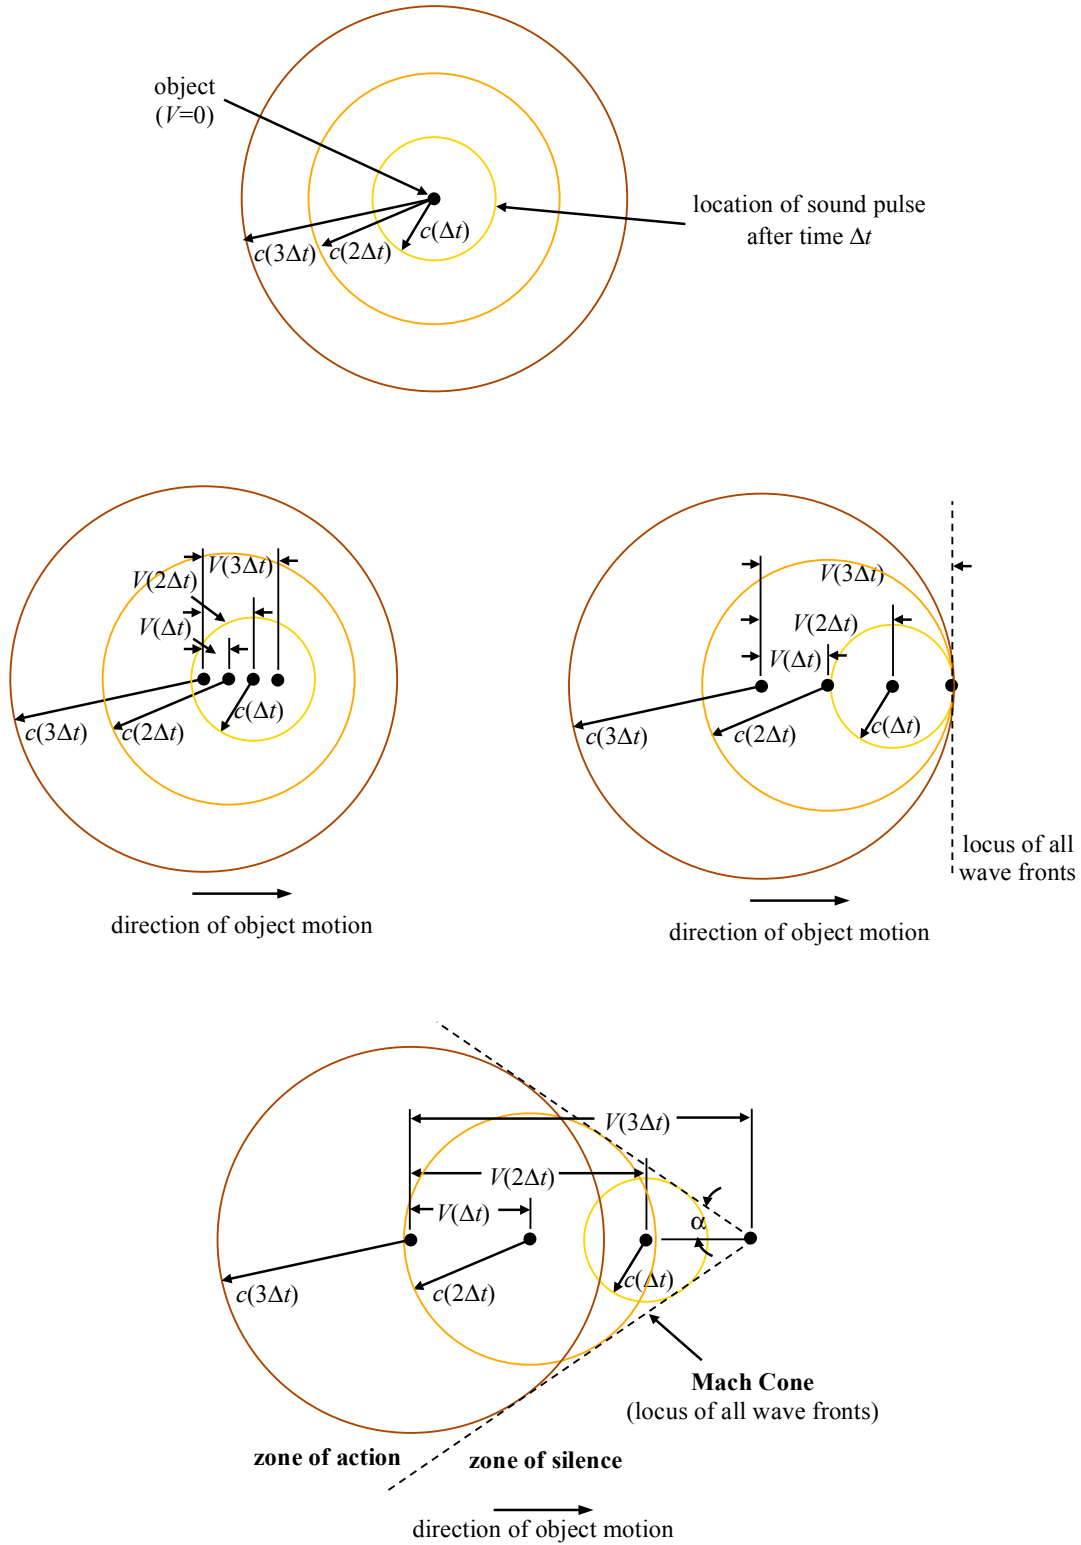 object
(V=0)
location of sound pulse
after time Δt
c(Δt)
c(2Δt)
c(3Δt)
V(3Δt)
V(2Δt)
V(Δt)
c(Δt)
c(2Δt)
c(3Δt)
direction of object motion
V(3Δt)
V(2Δt)
V(Δt)
c(Δt)
c(2Δt)
c(3Δt)
locus of all
wave fronts
direction of object motion
V(3Δt)
V(2Δt)
V(Δt)
α
c(Δt)
c(2Δt)
c(3Δt)
Mach Cone
(locus of all wave fronts)
zone of action
zone of silence
direction of object motion